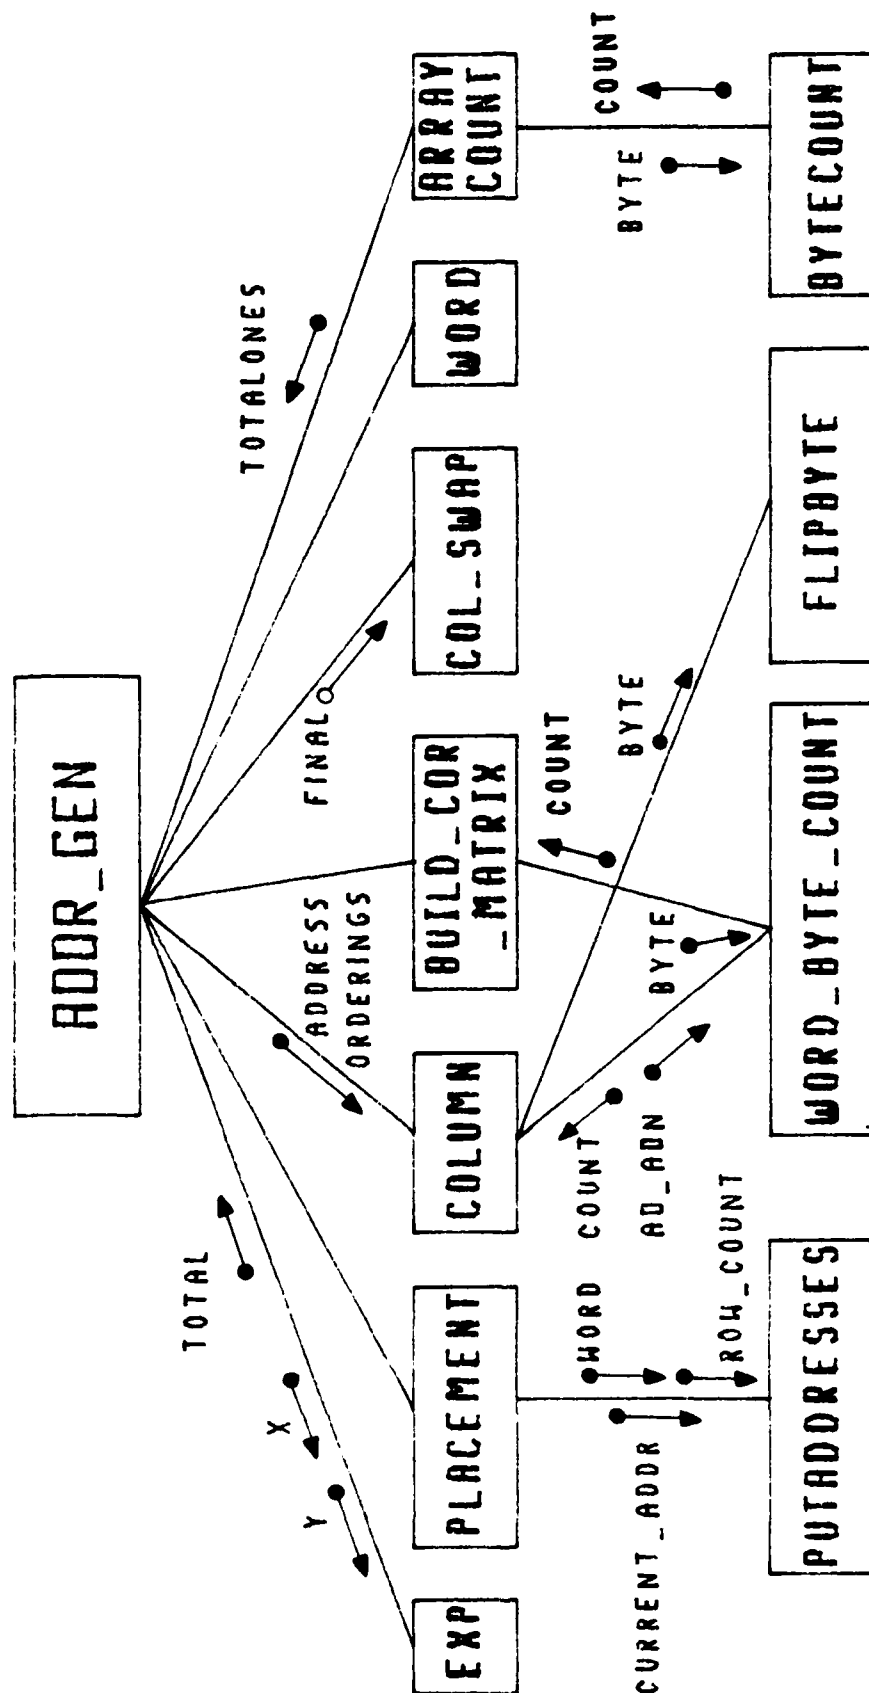 ADDR_GEN
TOTAL
X
Y
ADDRESS
ORDERINGS
FINAL
TOTALONES
EXP
PLACEMENT
COLUMN
BUILD_COR
_MATRIX
COL_SWAP
WORD
ARRAY
COUNT
CURRENT_ADDR
WORD
ROW_COUNT
COUNT
AD_ADN
BYTE
COUNT
BYTE
BYTE
COUNT
PUTADDRESSES
WORD_BYTE_COUNT
FLIPBYTE
BYTECOUNT